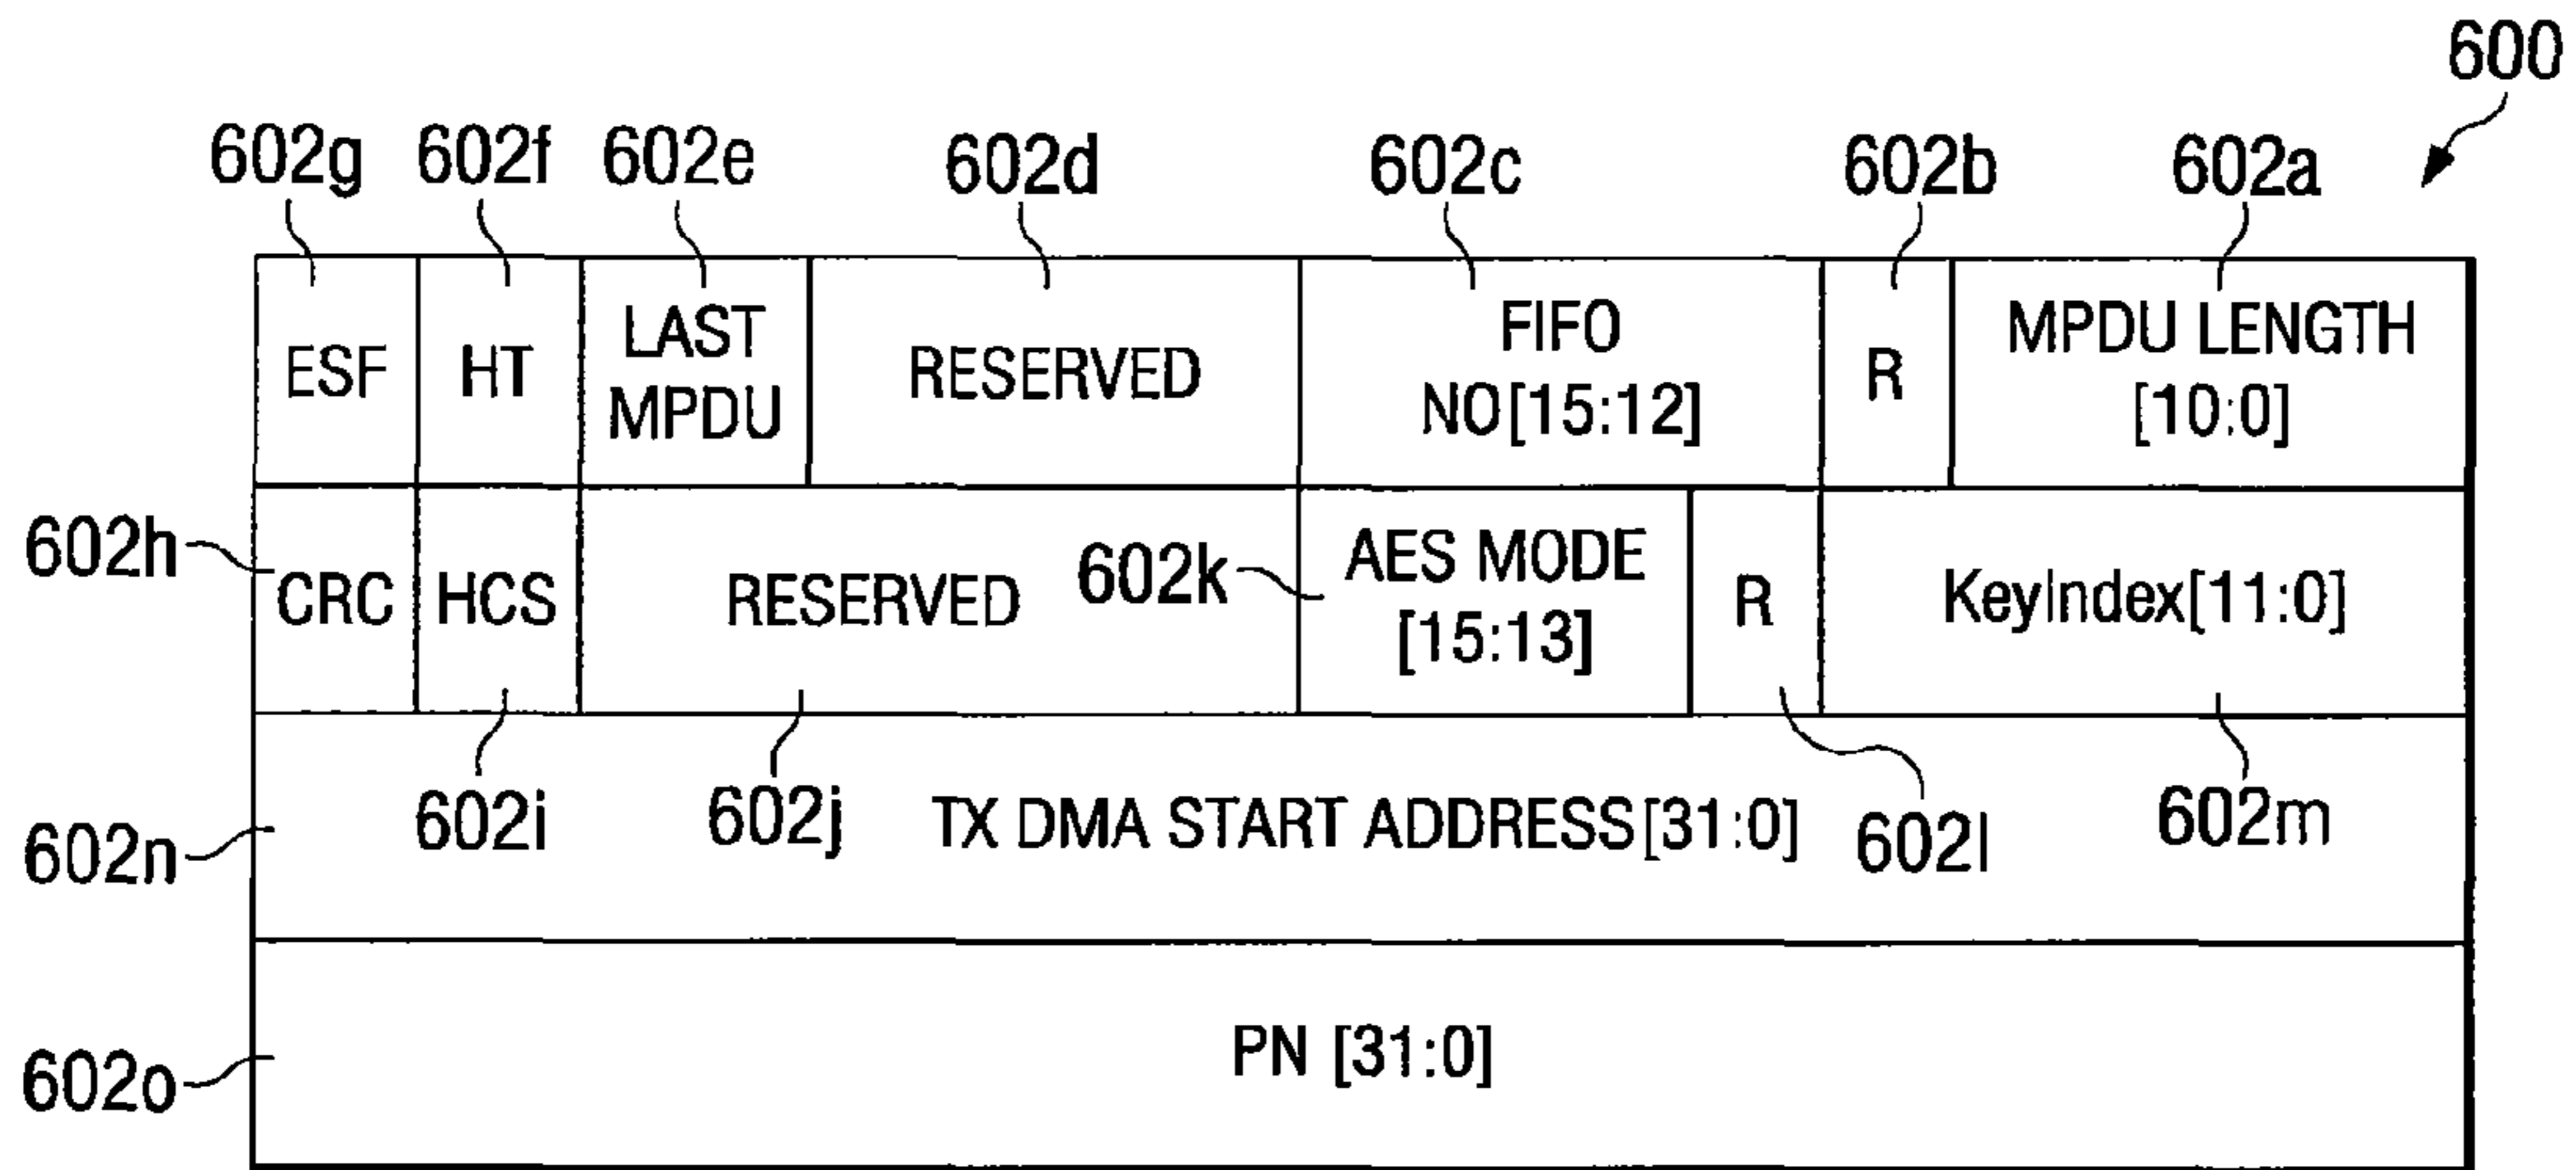 600
602g 602f 602e 602d 602c 602b 602a
ESF HT LAST MPDU RESERVED FIFO NO[15:12] R MPDU LENGTH [10:0]
602h CRC HCS RESERVED 602k AES MODE [15:13] R KeyIndex[11:0]
602n 602i 602j TX DMA START ADDRESS[31:0] 602l 602m
602o PN [31:0]